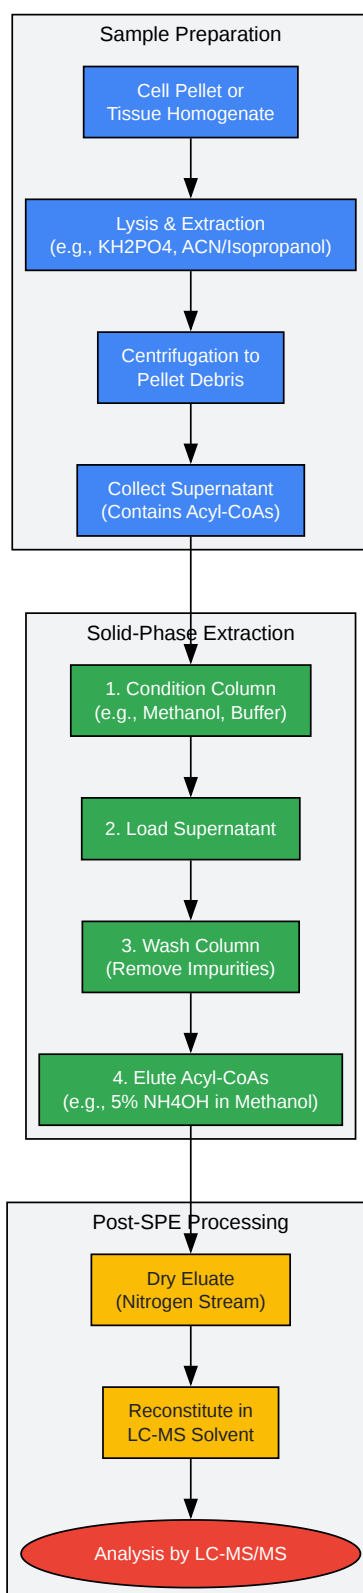 Sample Preparation
Cell Pellet or
Tissue Homogenate
Lysis & Extraction
(e.g., KH2PO4, ACN/Isopropanol)
Centrifugation to
Pellet Debris
Collect Supernatant
(Contains Acyl-CoAs)
Solid-Phase Extraction
1. Condition Column
(e.g., Methanol, Buffer)
2. Load Supernatant
3. Wash Column
(Remove Impurities)
4. Elute Acyl-CoAs
(e.g., 5% NH4OH in Methanol)
Post-SPE Processing
Dry Eluate
(Nitrogen Stream)
Reconstitute in
LC-MS Solvent
Analysis by LC-MS/MS